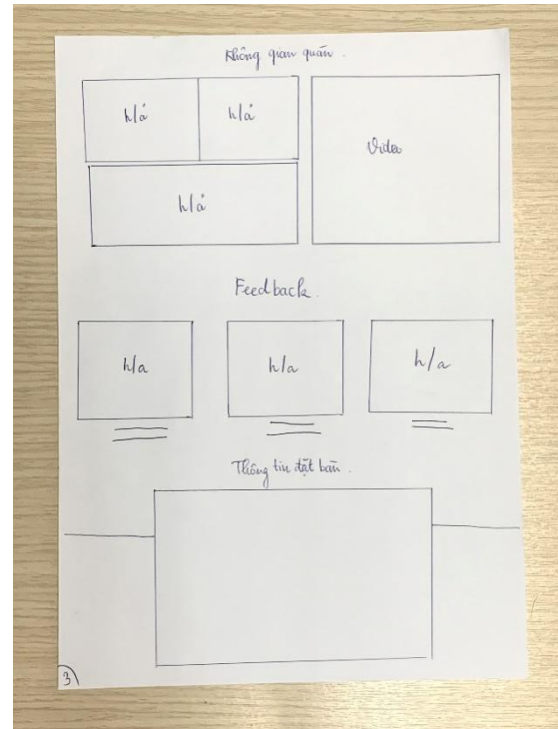 Không gian quán.
h/ả h/ả
Video
h/ả
Feedback.
h/a h/a h/a
Thông tin đặt bàn.
3